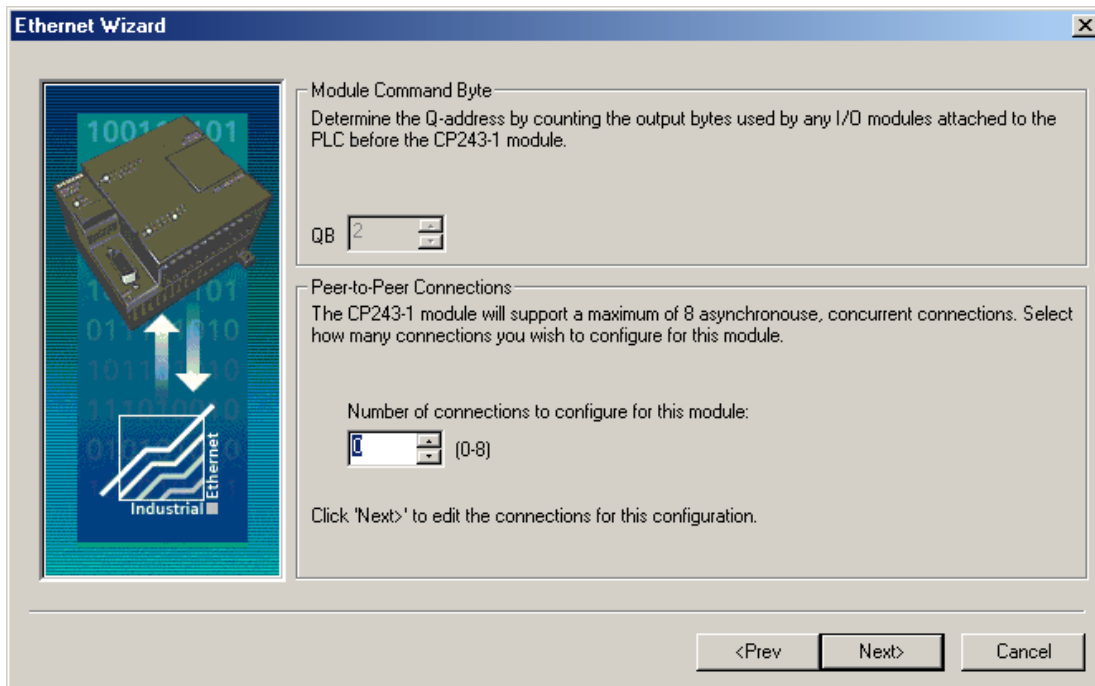 Ethernet Wizard
Module Command Byte
Determine the Q-address by counting the output bytes used by any I/O modules attached to the
PLC before the CP243-1 module.
QB 2
Peer-to-Peer Connections
The CP243-1 module will support a maximum of 8 asynchronouse, concurrent connections. Select
how many connections you wish to configure for this module.
Number of connections to configure for this module:
0 (0-8)
Click 'Next>' to edit the connections for this configuration.
Industrial
Ethernet
<Prev
Next>
Cancel